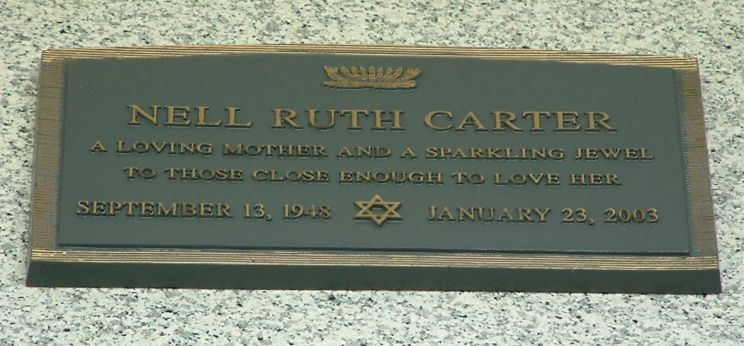 NELL RUTH CARTER
A LOVING MOTHER AND A SPARKLING JEWEL
TO THOSE CLOSE ENOUGH TO LOVE HER
SEPTEMBER 13, 1948 JANUARY 23, 2003